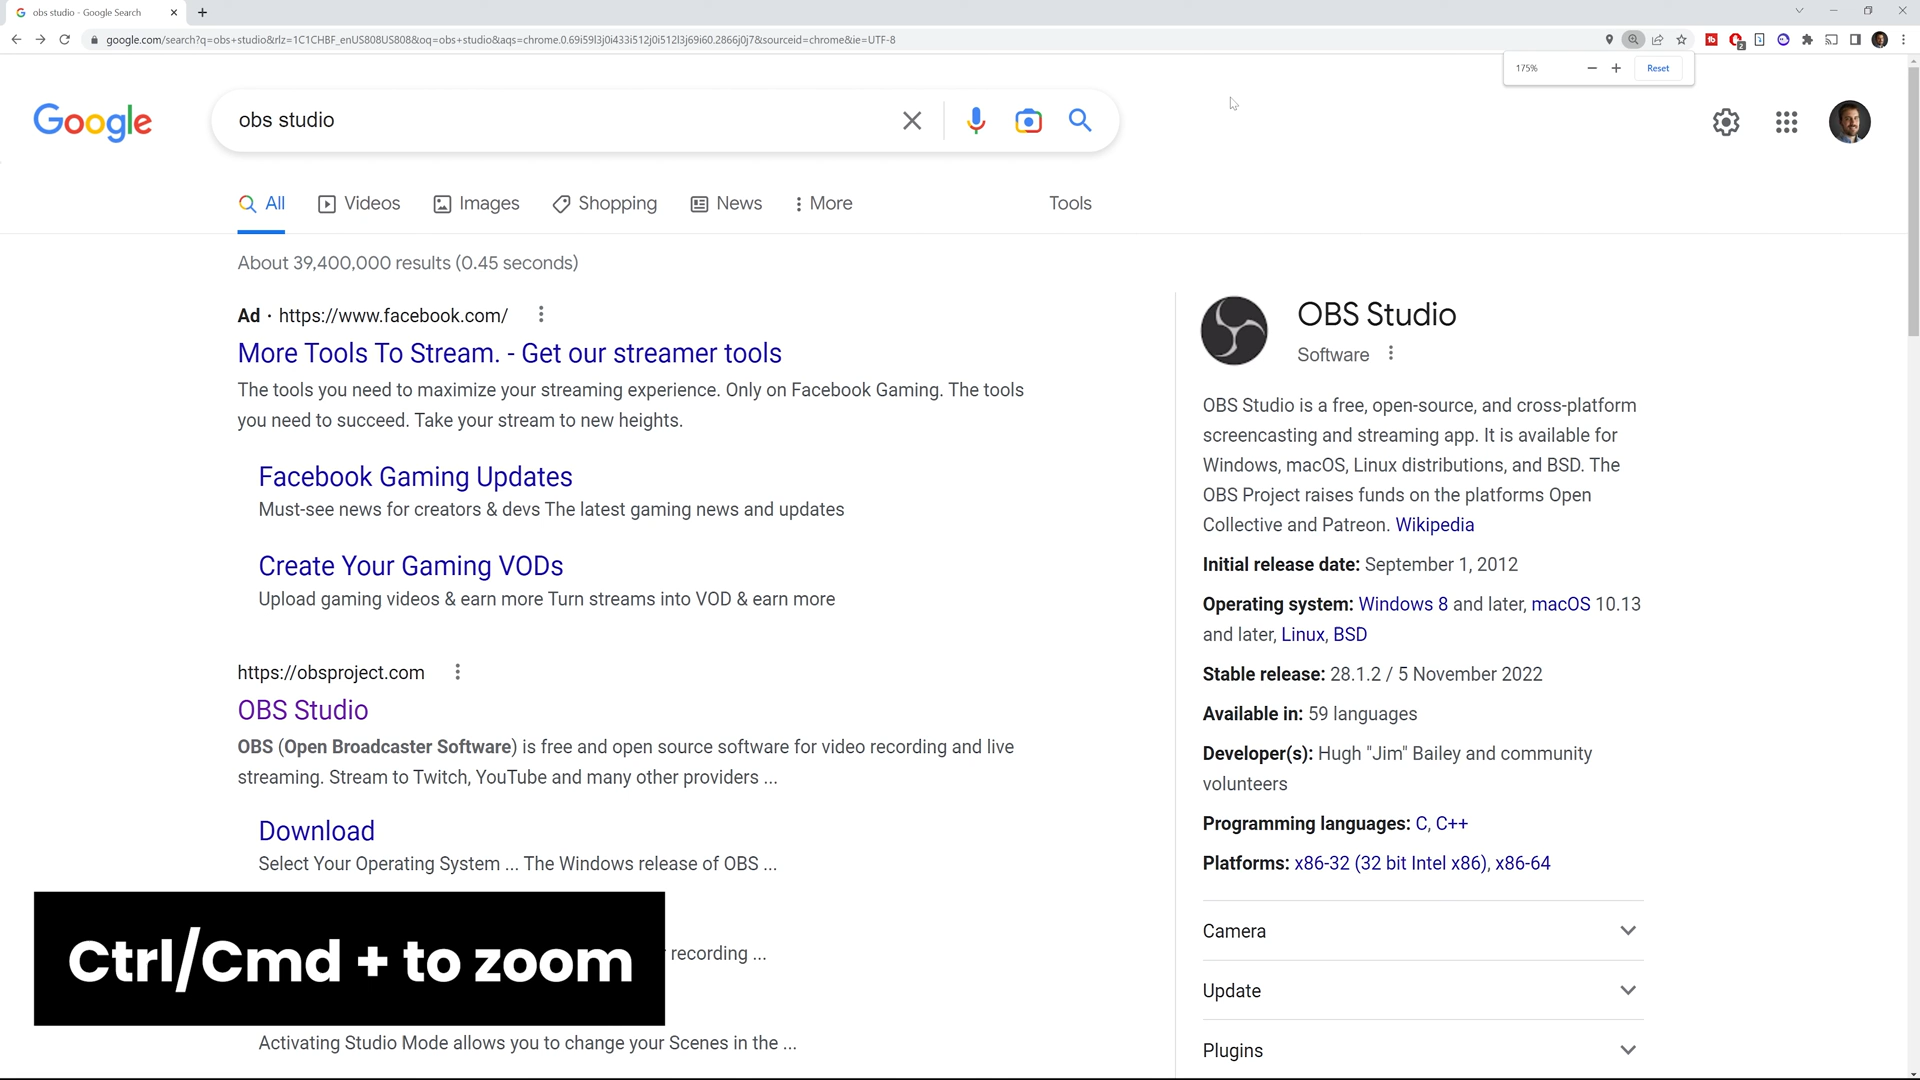 obs studio - Google Search
google.com/search?q=obs+studio&rlz=1C1CHBF_enUS808US808&oq=obs+studio&aqs=chrome.0.69i59l3j0i433i512j0i512l3j69i60.2866j0j7&sourceid=chrome&ie=UTF-8
2
175%
Reset
Google
obs studio
All
Videos
Images
Shopping
News
More
Tools
About 39,400,000 results (0.45 seconds)
Ad · https://www.facebook.com/
More Tools To Stream. - Get our streamer tools
The tools you need to maximize your streaming experience. Only on Facebook Gaming. The tools
you need to succeed. Take your stream to new heights.
Facebook Gaming Updates
Must-see news for creators & devs The latest gaming news and updates
Create Your Gaming VODs
Upload gaming videos & earn more Turn streams into VOD & earn more
https://obsproject.com
OBS Studio
OBS (Open Broadcaster Software) is free and open source software for video recording and live
streaming. Stream to Twitch, YouTube and many other providers ...
Download
Select Your Operating System ... The Windows release of OBS ...
recording ...
Activating Studio Mode allows you to change your Scenes in the ...
Ctrl/Cmd + to zoom
OBS Studio
Software
OBS Studio is a free, open-source, and cross-platform
screencasting and streaming app. It is available for
Windows, macOS, Linux distributions, and BSD. The
OBS Project raises funds on the platforms Open
Collective and Patreon. Wikipedia
Initial release date: September 1, 2012
Operating system: Windows 8 and later, macOS 10.13
and later, Linux, BSD
Stable release: 28.1.2 / 5 November 2022
Available in: 59 languages
Developer(s): Hugh "Jim" Bailey and community
volunteers
Programming languages: C, C++
Platforms: x86-32 (32 bit Intel x86), x86-64
Camera
Update
Plugins